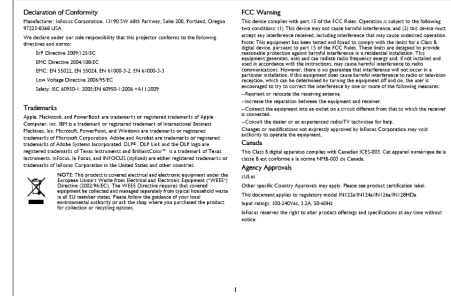 Declaration of Conformity
Manufacturer: InFocus Corporation, 13190 SW 68th Parkway, Suite 200, Portland, Oregon
97223-8368 USA
We declare under our sole responsibility that this projector conforms to the following
directives and norms:
ErP Directive 2009/125/EC
EMC Directive 2004/108/EC
EMC: EN 55022, EN 55024, EN 61000-3-2, EN 61000-3-3
Low Voltage Directive 2006/95/EC
Safety: IEC 60950-1: 2005;EN 60950-1:2006 +A11:2009
Trademarks
Apple, Macintosh, and PowerBook are trademarks or registered trademarks of Apple
Computer, Inc. IBM is a trademark or registered trademark of International Business
Machines, Inc. Microsoft, PowerPoint, and Windows are trademarks or registered
trademarks of Microsoft Corporation. Adobe and Acrobat are trademarks or registered
trademarks of Adobe Systems Incorporated. DLP®, DLP Link and the DLP logo are
registered trademarks of Texas Instruments and BrilliantColor™ is a trademark of Texas
Instruments. InFocus, In Focus, and INFOCUS (stylized) are either registered trademarks or
trademarks of InFocus Corporation in the United States and other countries.
NOTE: This product is covered electrical and electronic equipment under the
European Union's Waste from Electrical and Electronic Equipment ("WEEE")
Directive (2002/96/EC). The WEEE Directive requires that covered
equipment be collected and managed separately from typical household waste
in all EU member states. Please follow the guidance of your local
environmental authority or ask the shop where you purchased the product
for collection or recycling options.
FCC Warning
This device complies with part 15 of the FCC Rules. Operation is subject to the following
two conditions: (1) This device may not cause harmful interference, and (2) this device must
accept any interference received, including interference that may cause undesired operation.
Note: This equipment has been tested and found to comply with the limits for a Class B
digital device, pursuant to part 15 of the FCC Rules. These limits are designed to provide
reasonable protection against harmful interference in a residential installation. This
equipment generates, uses and can radiate radio frequency energy and, if not installed and
used in accordance with the instructions, may cause harmful interference to radio
communications. However, there is no guarantee that interference will not occur in a
particular installation. If this equipment does cause harmful interference to radio or television
reception, which can be determined by turning the equipment off and on, the user is
encouraged to try to correct the interference by one or more of the following measures:
--Reorient or relocate the receiving antenna.
--Increase the separation between the equipment and receiver.
--Connect the equipment into an outlet on a circuit different from that to which the receiver
is connected.
--Consult the dealer or an experienced radio/TV technician for help.
Changes or modifications not expressly approved by InFocus Corporation may void
authority to operate the equipment.
Canada
This Class B digital apparatus complies with Canadian ICES-003. Cet appareil numérique de la
classe B est conforme à la norme NMB-003 du Canada.
Agency Approvals
cULus
Other specific Country Approvals may apply. Please see product certification label.
This document applies to regulatory model IN122a/IN124a/IN126a/IN128HDa
Input ratings: 100-240Vac, 3.2A, 50-60Hz
InFocus reserves the right to alter product offerings and specifications at any time without
notice.
1